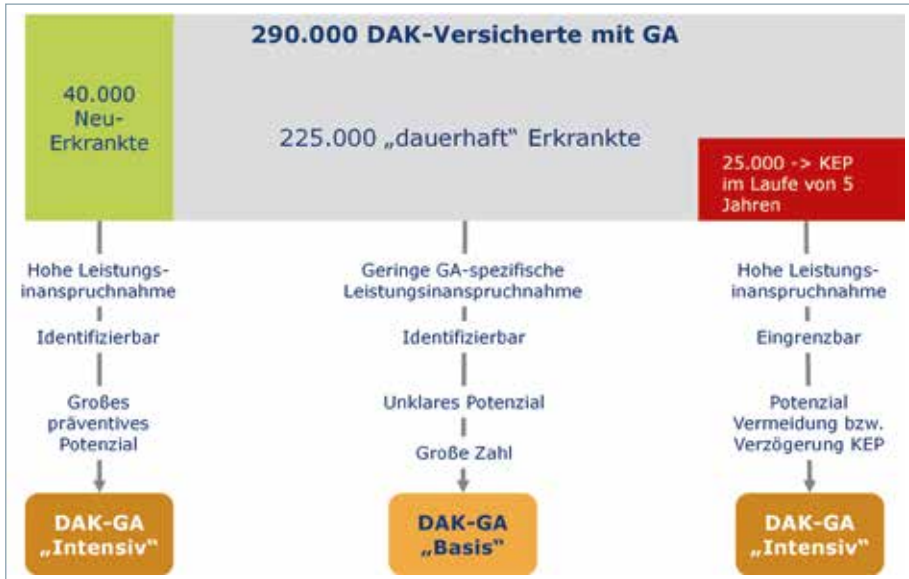 290.000 DAK-Versicherte mit GA
40.000
Neu-
Erkrankte
225.000 „dauerhaft" Erkrankte
25.000 -> KEP
im Laufe von 5
Jahren
Hohe Leistungs-
inanspruchnahme
Identifizierbar
Großes
präventives
Potenzial
DAK-GA
„Intensiv"
Geringe GA-spezifische
Leistungsinanspruchnahme
Identifizierbar
Unklares Potenzial
Große Zahl
DAK-GA
„Basis"
Hohe Leistungs-
inanspruchnahme
Eingrenzbar
Potenzial
Vermeidung bzw.
Verzögerung KEP
DAK-GA
„Intensiv"